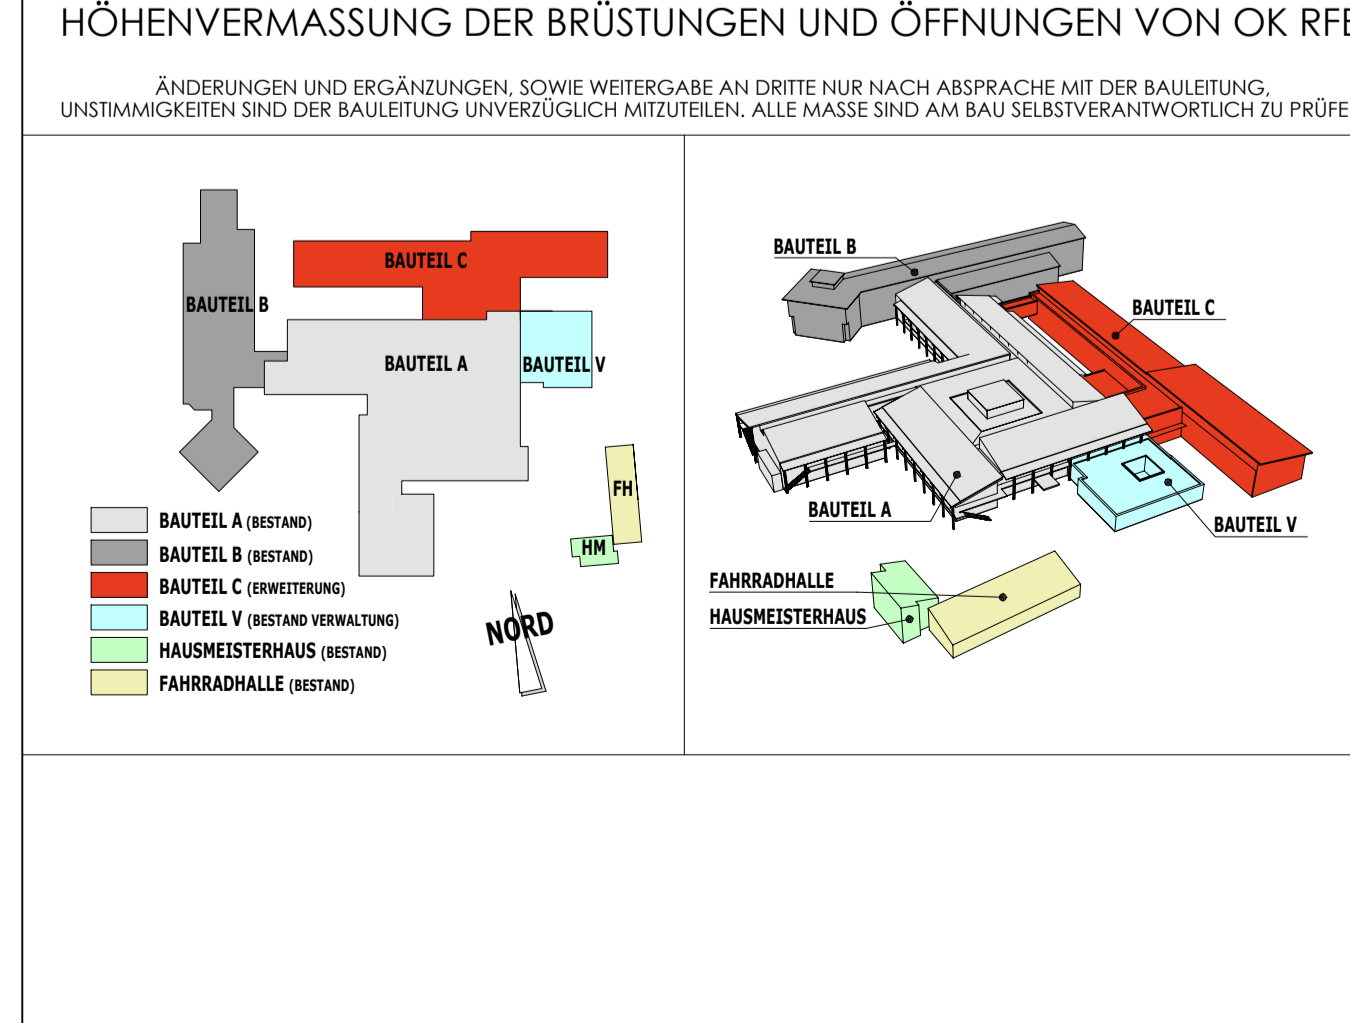 HÖHENVERMASSUNG DER BRÜSTUNGEN UND ÖFFNUNGEN VON OK
ÄNDERUNGEN UND ERGÄNZUNGEN, SOWIE WEITERGABE AN DRITTE NUR NACH ABSPRACHE MIT DER BAULEITUNG,
UNSTIMMIGKEITEN SIND DER BAULEITUNG UNVERZÜGLICH MITZUTEILEN. ALLE MASSE SIND AM BAU SELBSTVERANTWORTLICH ZU PRÜFE
BAUTEIL C
BAUTEIL B
BAUTEIL A
BAUTEIL V
FH
HM
NORD
BAUTEIL A (BESTAND)
BAUTEIL B (BESTAND)
BAUTEIL C (ERWEITERUNG)
BAUTEIL V (BESTAND VERWALTUNG)
HAUSMEISTERHAUS (BESTAND)
FAHRRADHALLE (BESTAND)
BAUTEIL B
BAUTEIL C
BAUTEIL A
BAUTEIL V
FAHRRADHALLE
HAUSMEISTERHAUS